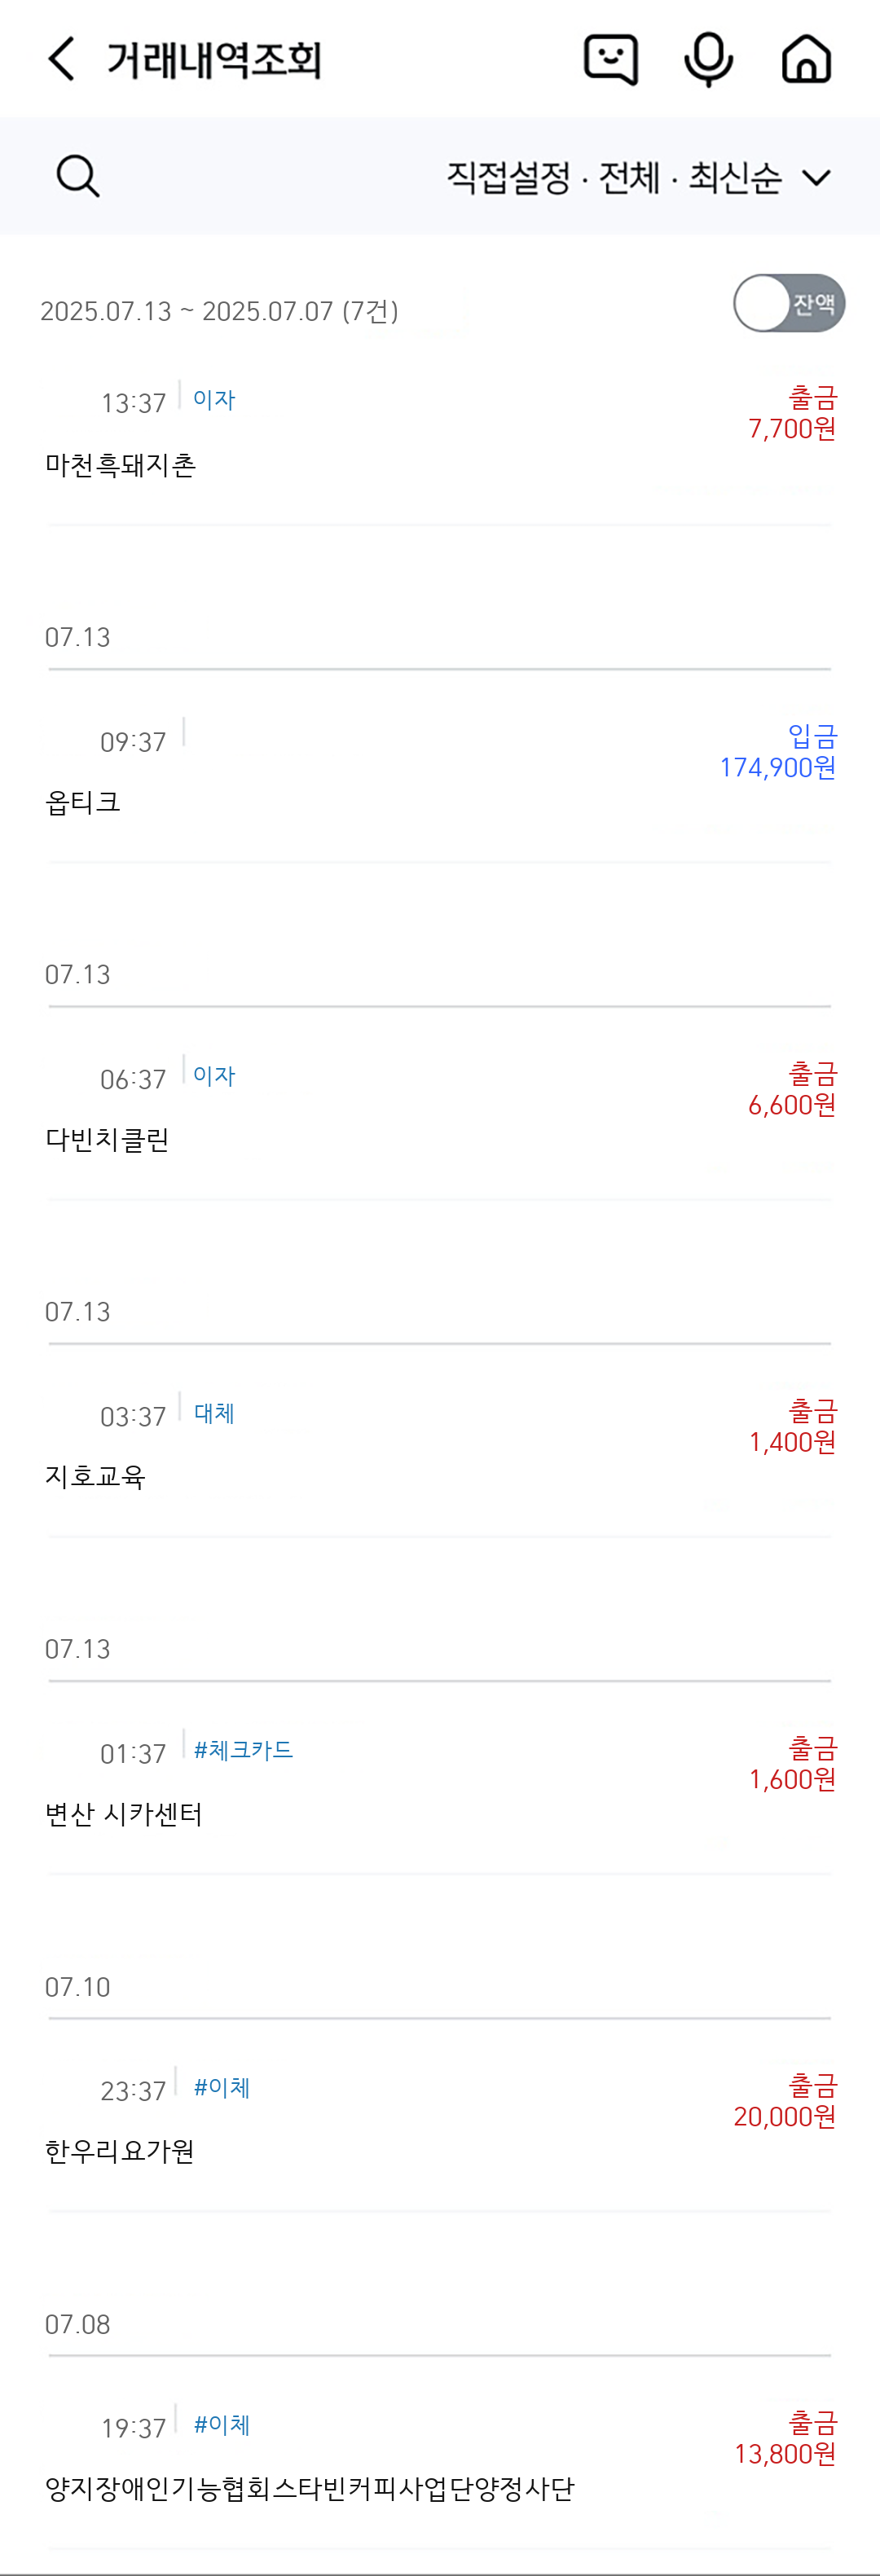 거래내역조회
직접설정 · 전체 · 최신순
2025.07.13 ~ 2025.07.07 (7건)
잔액
13:37 이자
출금
7,700원
마천흑돼지촌
07.13
09:37
입금
174,900원
옵티크
07.13
06:37 이자
출금
6,600원
다빈치클린
07.13
03:37 대체
출금
1,400원
지호교육
07.13
01:37 #체크카드
출금
1,600원
변산 시카센터
07.10
23:37 #이체
출금
20,000원
한우리요가원
07.08
19:37 #이체
출금
13,800원
양지장애인기능협회스타빈커피사업단양정사단